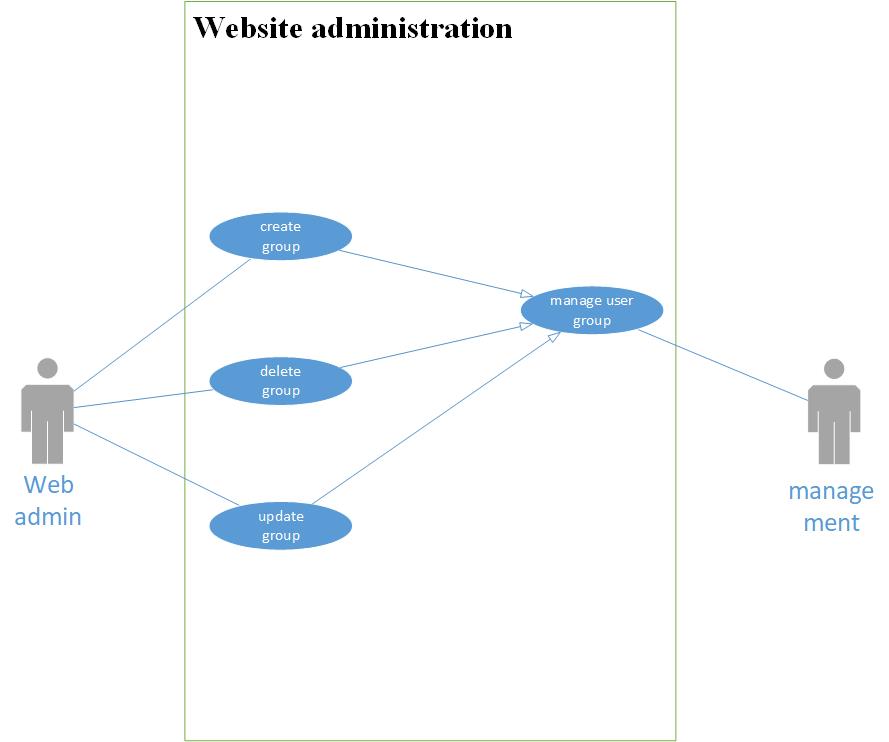 Website administration
create
group
manage user
group
delete
group
Web
admin
manage
ment
update
group